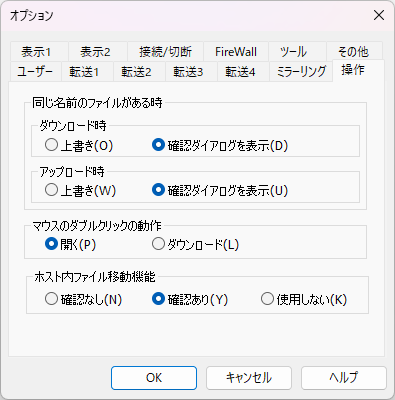 オプション
表示1 表示2 接続/切断 FireWall ツール その他
ユーザー 転送1 転送2 転送3 転送4 ミラーリング 操作
同じ名前のファイルがある時
ダウンロード時
上書き(O) 確認ダイアログを表示(D)
アップロード時
上書き(W) 確認ダイアログを表示(U)
マウスのダブルクリックの動作
開く(P) ダウンロード(L)
ホスト内ファイル移動機能
確認なし(N) 確認あり(Y) 使用しない(K)
OK キャンセル ヘルプ